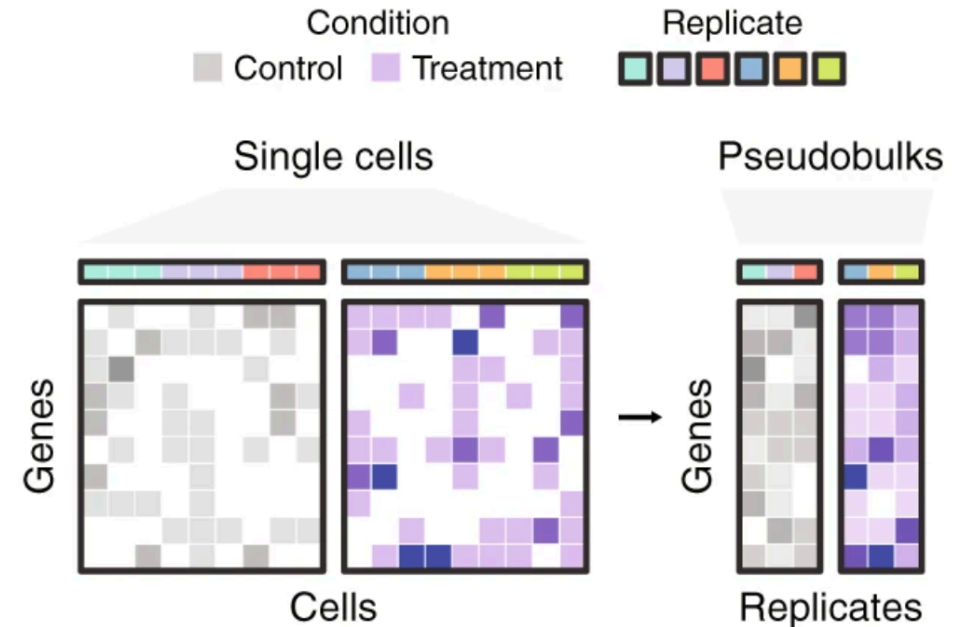 Condition
Replicate
Control
Treatment
Single cells
Pseudobulks
Genes
Genes
Cells
Replicates